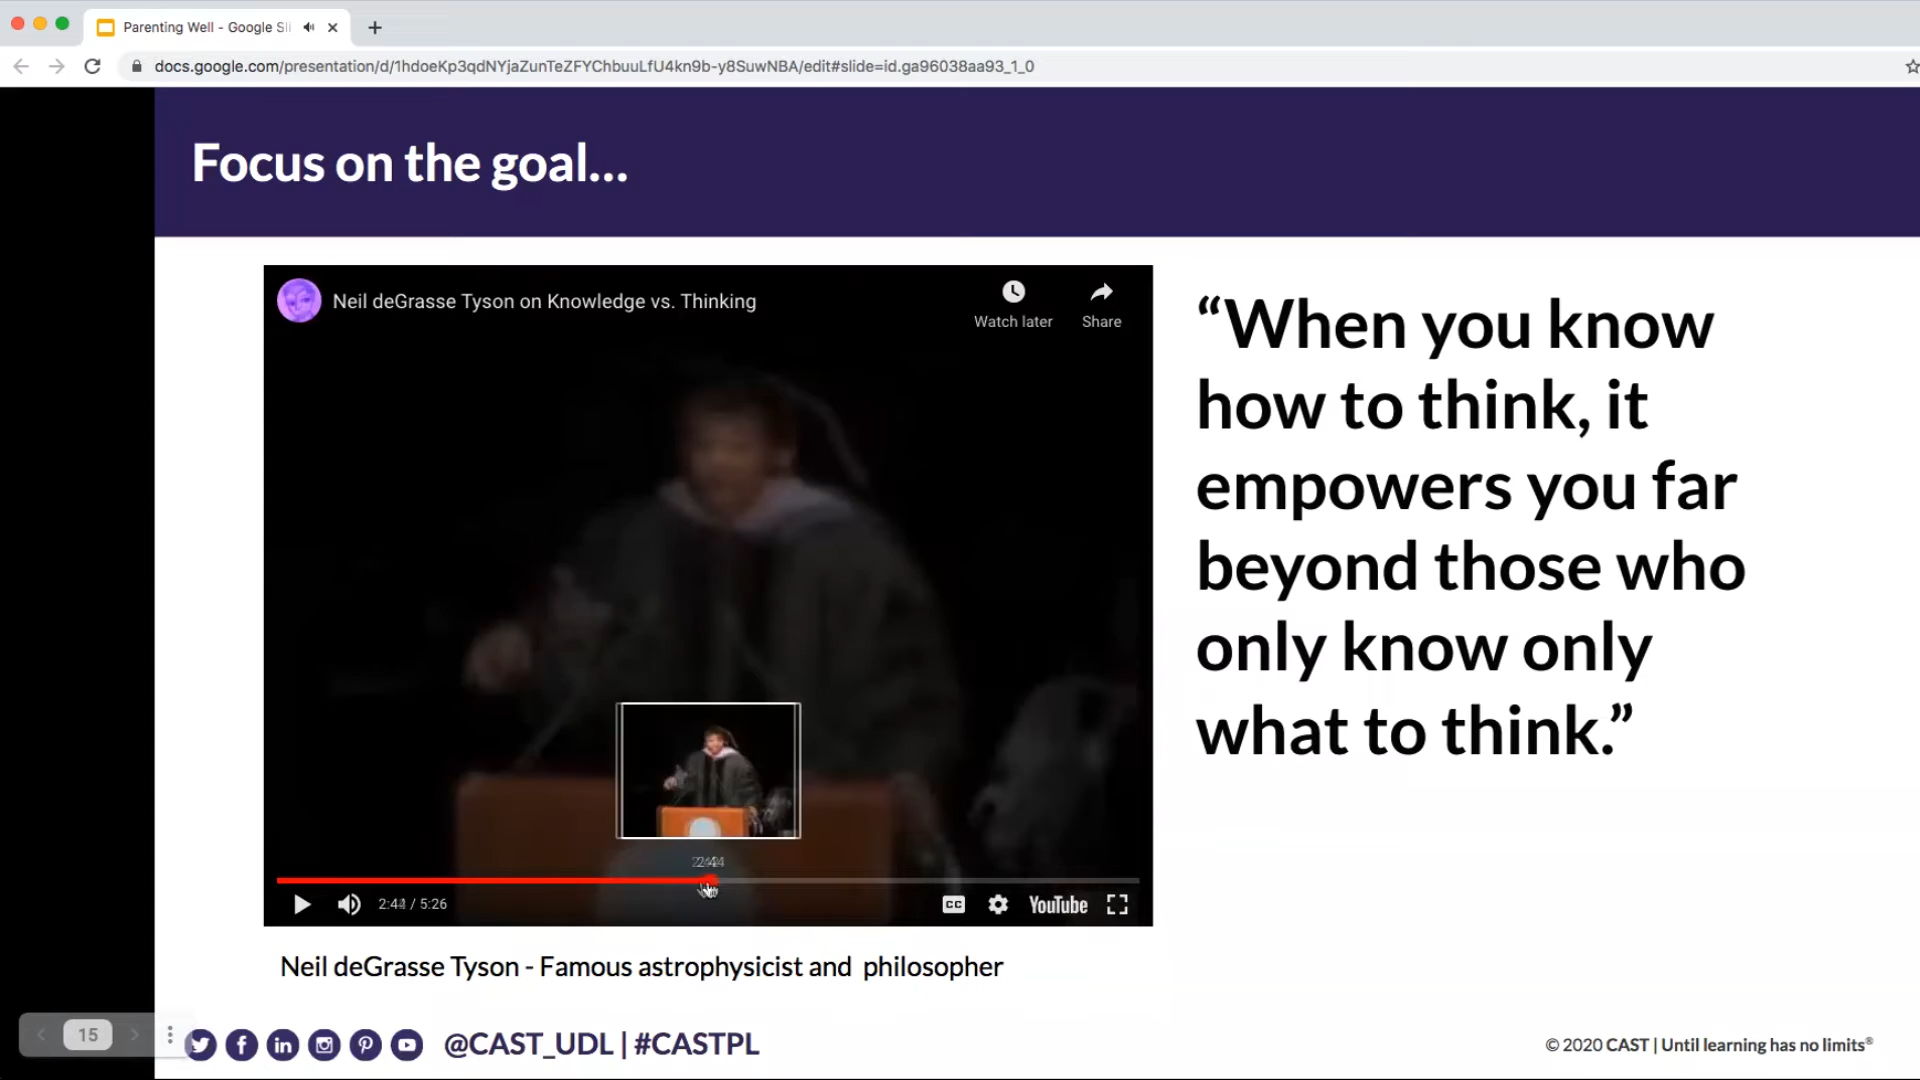 Parenting Well - Google Sli
docs.google.com/presentation/d/1hdoeKp3qdNYjaZunTeZFYChbuuLfU4kn9b-y8SuwNBA/edit#slide=id.ga96038aa93_1_0
Focus on the goal...
Neil deGrasse Tyson on Knowledge vs. Thinking
Watch later
Share
“When you know
how to think, it
empowers you far
beyond those who
only know only
what to think.”
/ 5:26
CC
YouTube
Neil deGrasse Tyson - Famous astrophysicist and philosopher
15
@CAST_UDL | #CASTPL
© 2020 CAST | Until learning has no limits®